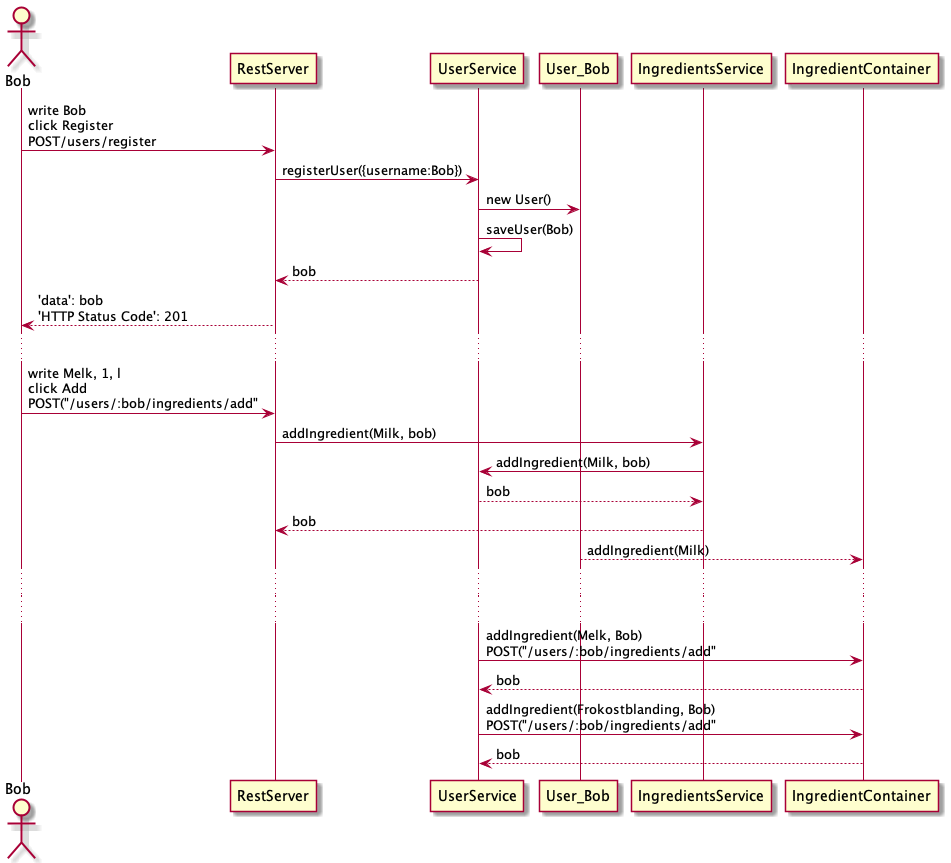 Bob
RestServer
UserService
User_Bob
IngredientsService
IngredientContainer
write Bob
click Register
POST/users/register
registerUser({username:Bob})
new User()
saveUser(Bob)
bob
'data': bob
'HTTP Status Code': 201
write Melk, 1, l
click Add
POST("/users/:bob/ingredients/add"
addIngredient(Milk, bob)
addIngredient(Milk, bob)
bob
bob
addIngredient(Milk)
addIngredient(Melk, Bob)
POST("/users/:bob/ingredients/add"
bob
addIngredient(Frokostblanding, Bob)
POST("/users/:bob/ingredients/add"
bob
Bob
RestServer
UserService
User_Bob
IngredientsService
IngredientContainer